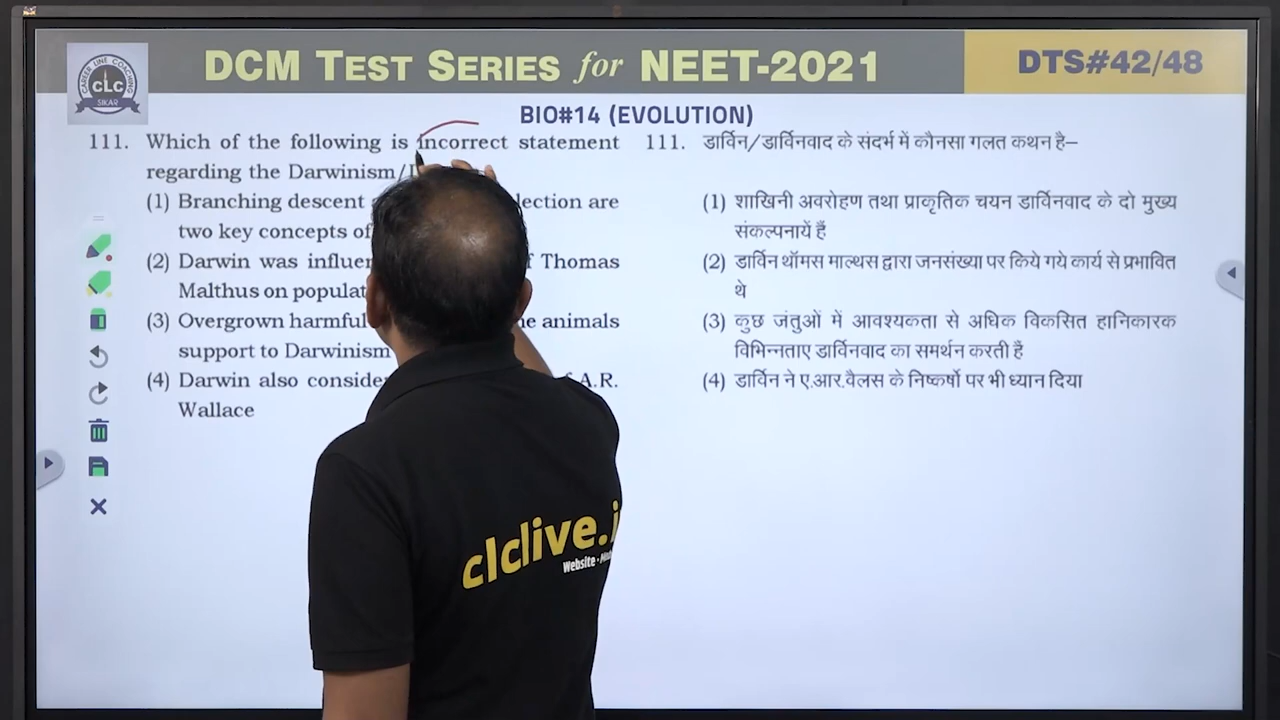 DCM TEST SERIES for NEET-2021
DTS#42/48
CAREER LINE COACHING
CLC
SIKAR
BIO#14 (EVOLUTION)
111. Which of the following is incorrect statement
regarding the Darwinism/
(1) Branching descent lection are
two key concepts of
(2) Darwin was Thomas
Malthus on
(3) Overgrown harmful animals
support to Darwinism
(4) Darwin also A.R.
Wallace
111. डार्विन/डार्विनवाद के संदर्भ में कौनसा गलत कथन है–
(1) शाखिनी अवरोहण तथा प्राकृतिक चयन डार्विनवाद के दो मुख्य
संकल्पनायें हैं
(2) डार्विन थॉमस माल्थस द्वारा जनसंख्या पर किये गये कार्य से प्रभावित
थे
(3) कुछ जंतुओं में आवश्यकता से अधिक विकसित हानिकारक
विभिन्नताए डार्विनवाद का समर्थन करती है
(4) डार्विन ने ए.आर.वैलस के निष्कर्षो पर भी ध्यान दिया
clclive.i
Website -